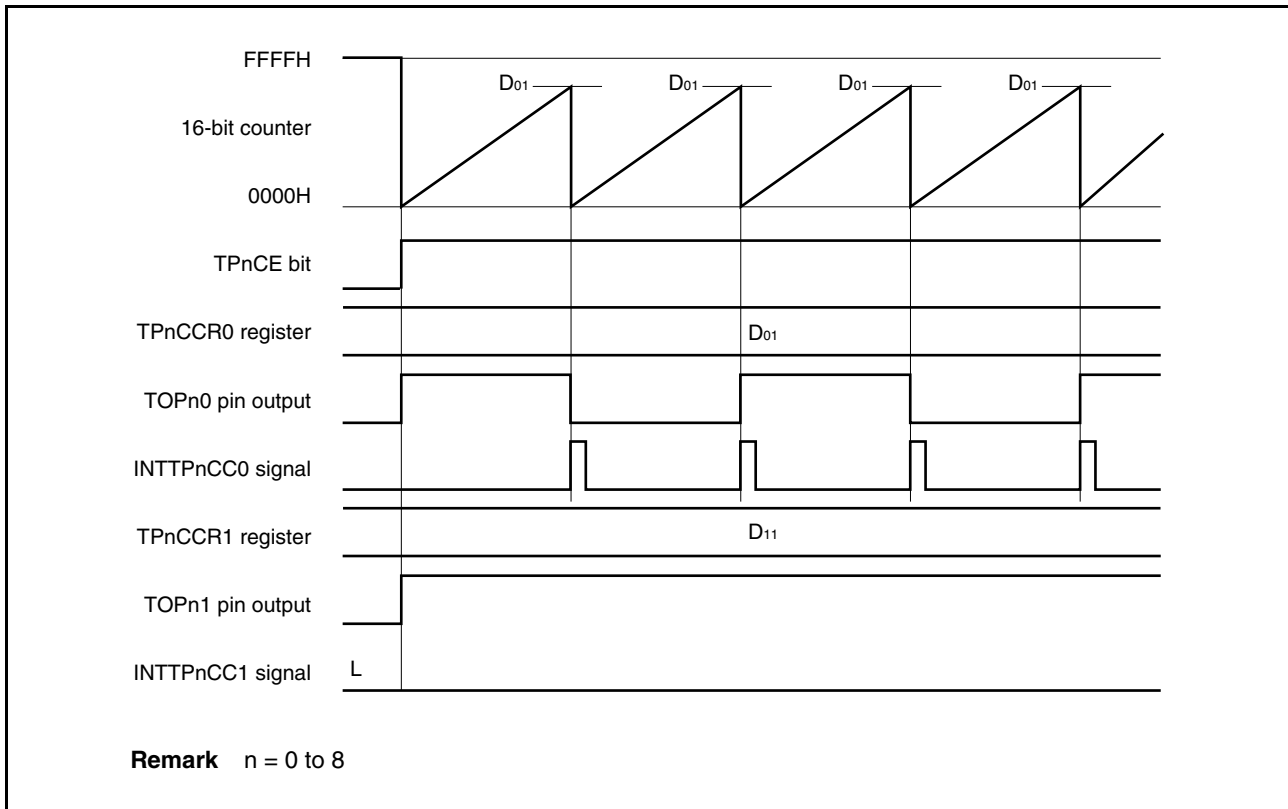 FFFFH
D01 D01 D01 D01
16-bit counter
0000H
TPnCE bit
TPnCCR0 register
D01
TOPn0 pin output
INTTPnCC0 signal
TPnCCR1 register
D11
TOPn1 pin output
INTTPnCC1 signal
L
Remark n = 0 to 8